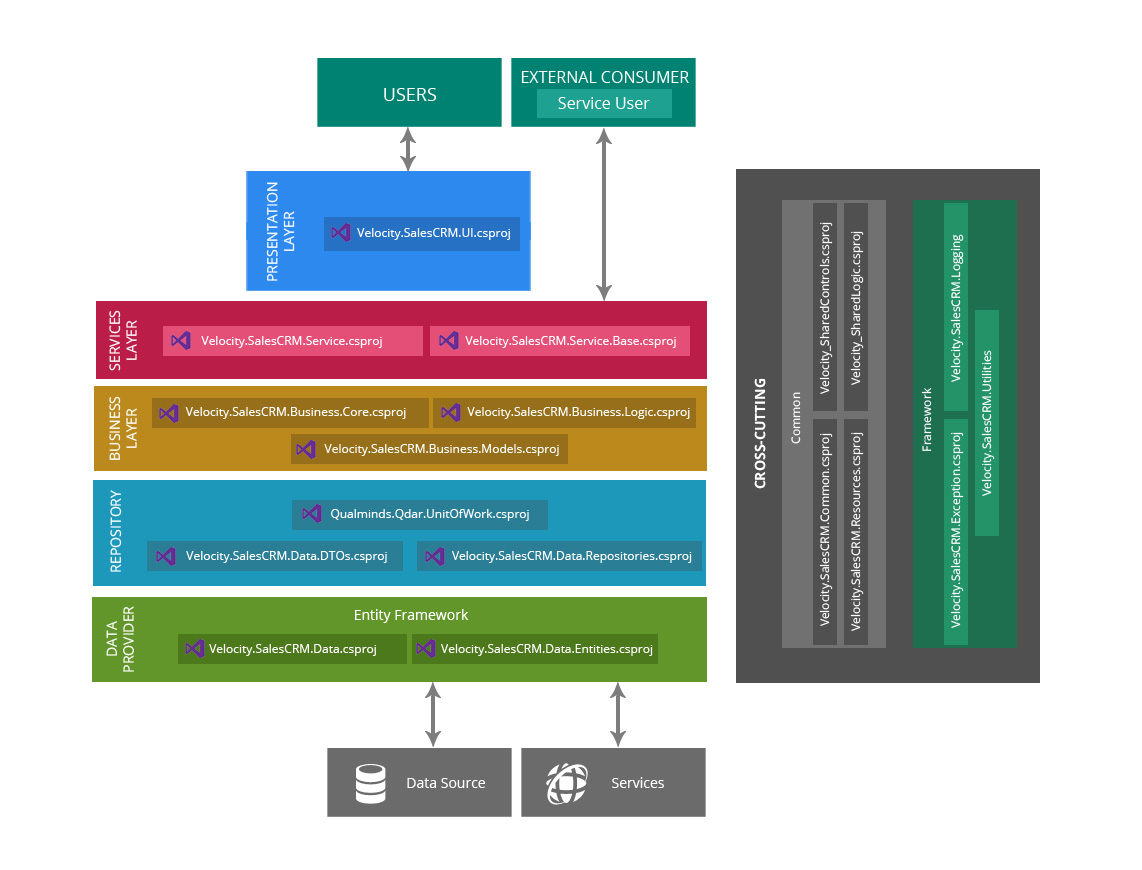 USERS
EXTERNAL CONSUMER
Service User
PRESENTATION
LAYER
Velocity.SalesCRM.UI.csproj
SERVICES
LAYER
Velocity.SalesCRM.Service.csproj
Velocity.SalesCRM.Service.Base.csproj
BUSINESS
LAYER
Velocity.SalesCRM.Business.Core.csproj
Velocity.SalesCRM.Business.Logic.csproj
Velocity.SalesCRM.Business.Models.csproj
REPOSITORY
Qualminds.Qdar.UnitOfWork.csproj
Velocity.SalesCRM.Data.DTOs.csproj
Velocity.SalesCRM.Data.Repositories.csproj
DATA
PROVIDER
Entity Framework
Velocity.SalesCRM.Data.csproj
Velocity.SalesCRM.Data.Entities.csproj
Data Source
Services
CROSS-CUTTING
Common
Velocity_SharedControls.csproj
Velocity_SharedLogic.csproj
Velocity.SalesCRM.Common.csproj
Velocity.SalesCRM.Resources.csproj
Framework
Velocity.SalesCRM.Logging
Velocity.SalesCRM.Exception.csproj
Velocity.SalesCRM.Utilities